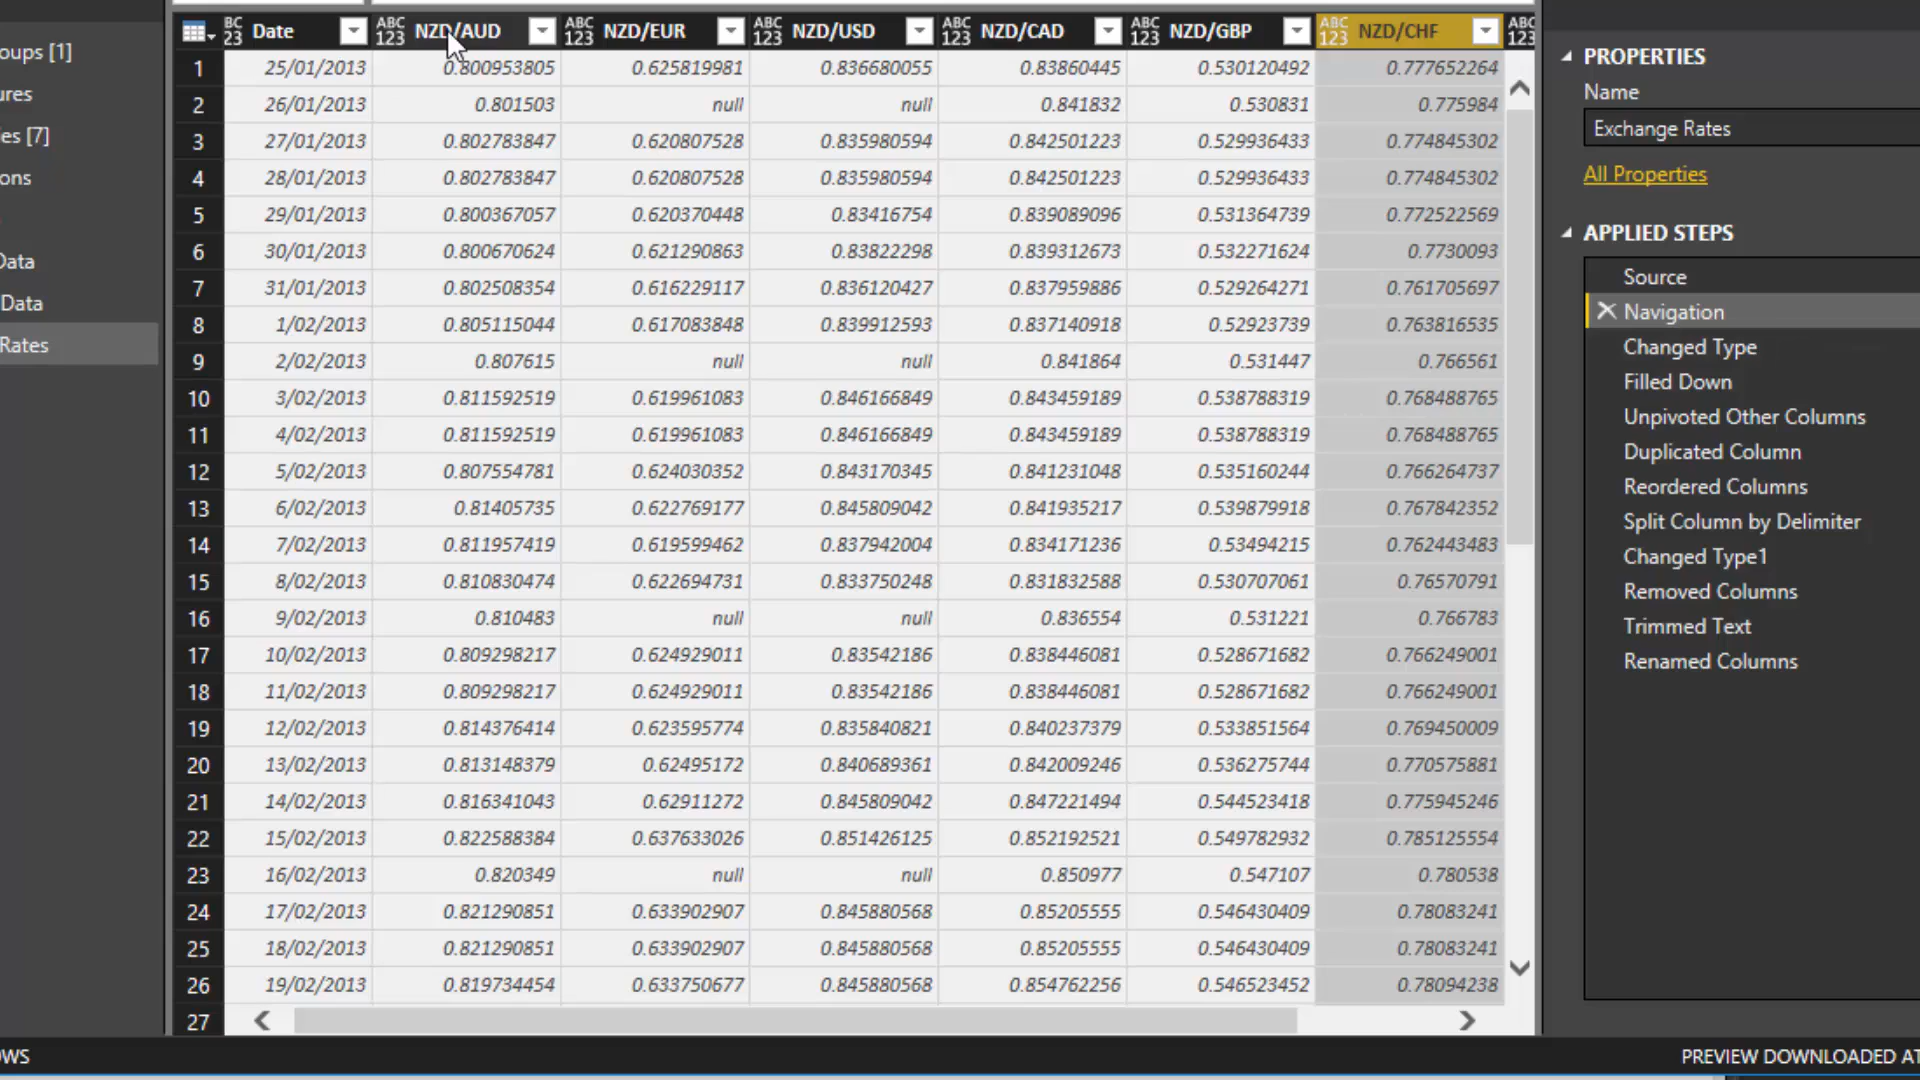 oups [1]
ures
es [7]
ons
Data
Data
Rates
BC 123 Date ABC 123 NZD/AUD ABC 123 NZD/EUR ABC 123 NZD/USD ABC 123 NZD/CAD ABC 123 NZD/GBP ABC 123 NZD/CHF ABC 123
1 25/01/2013 0.800953805 0.625819981 0.836680055 0.83860445 0.530120492 0.777652264
2 26/01/2013 0.801503 null null 0.841832 0.530831 0.775984
3 27/01/2013 0.802783847 0.620807528 0.835980594 0.842501223 0.529936433 0.774845302
4 28/01/2013 0.802783847 0.620807528 0.835980594 0.842501223 0.529936433 0.774845302
5 29/01/2013 0.800367057 0.620370448 0.83416754 0.839089096 0.531364739 0.772522569
6 30/01/2013 0.800670624 0.621290863 0.83822298 0.839312673 0.532271624 0.7730093
7 31/01/2013 0.802508354 0.616229117 0.836120427 0.837959886 0.529264271 0.761705697
8 1/02/2013 0.805115044 0.617083848 0.839912593 0.837140918 0.52923739 0.763816535
9 2/02/2013 0.807615 null null 0.841864 0.531447 0.766561
10 3/02/2013 0.811592519 0.619961083 0.846166849 0.843459189 0.538788319 0.768488765
11 4/02/2013 0.811592519 0.619961083 0.846166849 0.843459189 0.538788319 0.768488765
12 5/02/2013 0.807554781 0.624030352 0.843170345 0.841231048 0.535160244 0.766264737
13 6/02/2013 0.81405735 0.622769177 0.845809042 0.841935217 0.539879918 0.767842352
14 7/02/2013 0.811957419 0.619599462 0.837942004 0.834171236 0.53494215 0.762443483
15 8/02/2013 0.810830474 0.622694731 0.833750248 0.831832588 0.530707061 0.76570791
16 9/02/2013 0.810483 null null 0.836554 0.531221 0.766783
17 10/02/2013 0.809298217 0.624929011 0.83542186 0.838446081 0.528671682 0.766249001
18 11/02/2013 0.809298217 0.624929011 0.83542186 0.838446081 0.528671682 0.766249001
19 12/02/2013 0.814376414 0.623595774 0.835840821 0.840237379 0.533851564 0.769450009
20 13/02/2013 0.813148379 0.62495172 0.840689361 0.842009246 0.536275744 0.770575881
21 14/02/2013 0.816341043 0.62911272 0.845809042 0.847221494 0.544523418 0.775945246
22 15/02/2013 0.822588384 0.637633026 0.851426125 0.852192521 0.549782932 0.785125554
23 16/02/2013 0.820349 null null 0.850977 0.547107 0.780538
24 17/02/2013 0.821290851 0.633902907 0.845880568 0.85205555 0.546430409 0.78083241
25 18/02/2013 0.821290851 0.633902907 0.845880568 0.85205555 0.546430409 0.78083241
26 19/02/2013 0.819734454 0.633750677 0.845880568 0.854762256 0.546523452 0.78094238
27
PROPERTIES
Name
Exchange Rates
All Properties
APPLIED STEPS
Source
Navigation
Changed Type
Filled Down
Unpivoted Other Columns
Duplicated Column
Reordered Columns
Split Column by Delimiter
Changed Type1
Removed Columns
Trimmed Text
Renamed Columns
OWS
PREVIEW DOWNLOADED AT